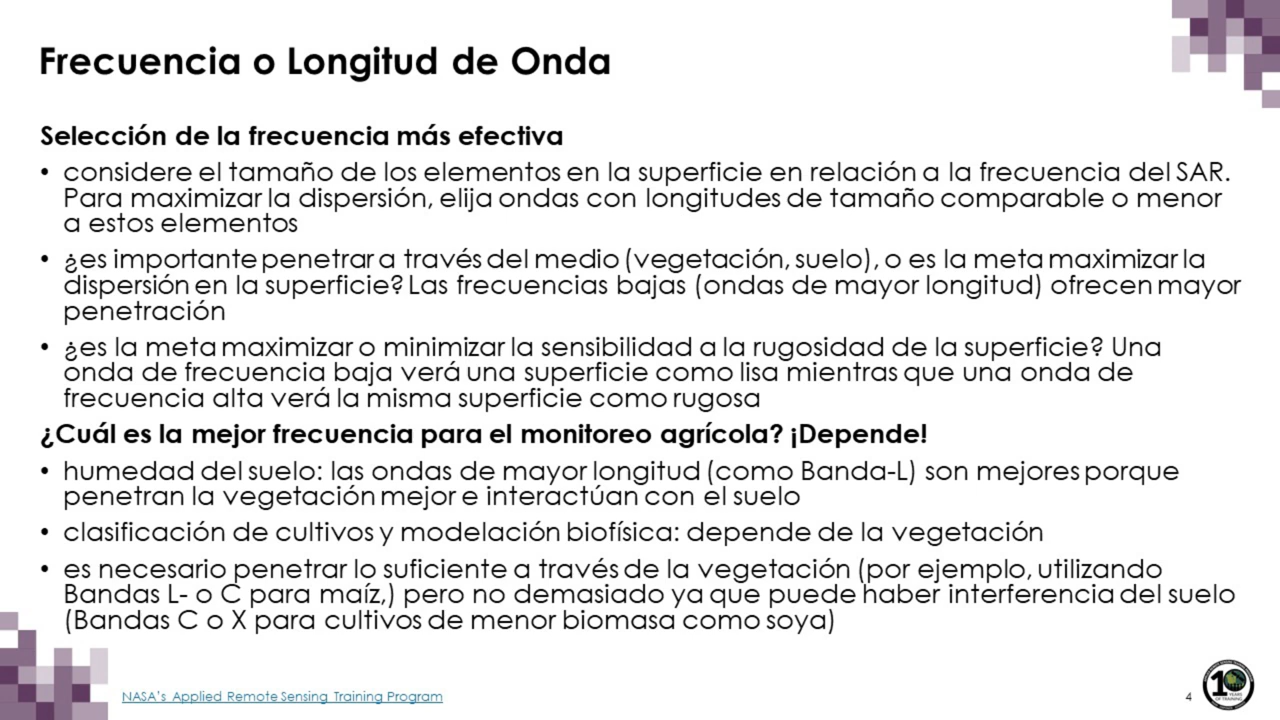 Frecuencia o Longitud de Onda
Selección de la frecuencia más efectiva
• considere el tamaño de los elementos en la superficie en relación a la frecuencia del SAR.
Para maximizar la dispersión, elija ondas con longitudes de tamaño comparable o menor
a estos elementos
• ¿es importante penetrar a través del medio (vegetación, suelo), o es la meta maximizar la
dispersión en la superficie? Las frecuencias bajas (ondas de mayor longitud) ofrecen mayor
penetración
• ¿es la meta maximizar o minimizar la sensibilidad a la rugosidad de la superficie? Una
onda de frecuencia baja verá una superficie como lisa mientras que una onda de
frecuencia alta verá la misma superficie como rugosa
¿Cuál es la mejor frecuencia para el monitoreo agrícola? ¡Depende!
• humedad del suelo: las ondas de mayor longitud (como Banda-L) son mejores porque
penetran la vegetación mejor e interactúan con el suelo
• clasificación de cultivos y modelación biofísica: depende de la vegetación
• es necesario penetrar lo suficiente a través de la vegetación (por ejemplo, utilizando
Bandas L- o C para maíz,) pero no demasiado ya que puede haber interferencia del suelo
(Bandas C o X para cultivos de menor biomasa como soya)
NASA's Applied Remote Sensing Training Program
4
10
YEARS
OF TRAINING